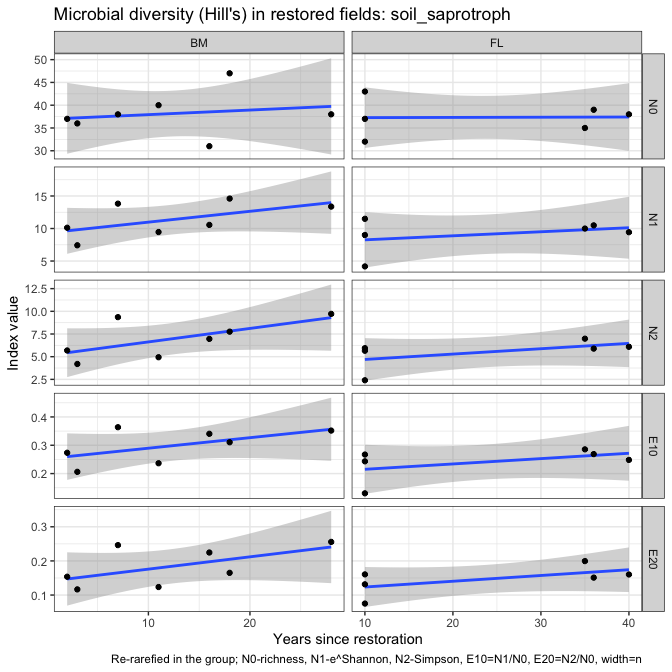 Microbial diversity (Hill's) in restored fields: soil_saprotroph
BM FL
50
45
40
35
30
N0
15
10
5
N1
Index value
12.5
10.0
7.5
5.0
2.5
N2
0.4
0.3
0.2
E10
0.3
0.2
0.1
E20
10 20 10 20 30 40
Years since restoration
Re-rarefied in the group; N0-richness, N1-e^Shannon, N2-Simpson, E10=N1/N0, E20=N2/N0, width=n